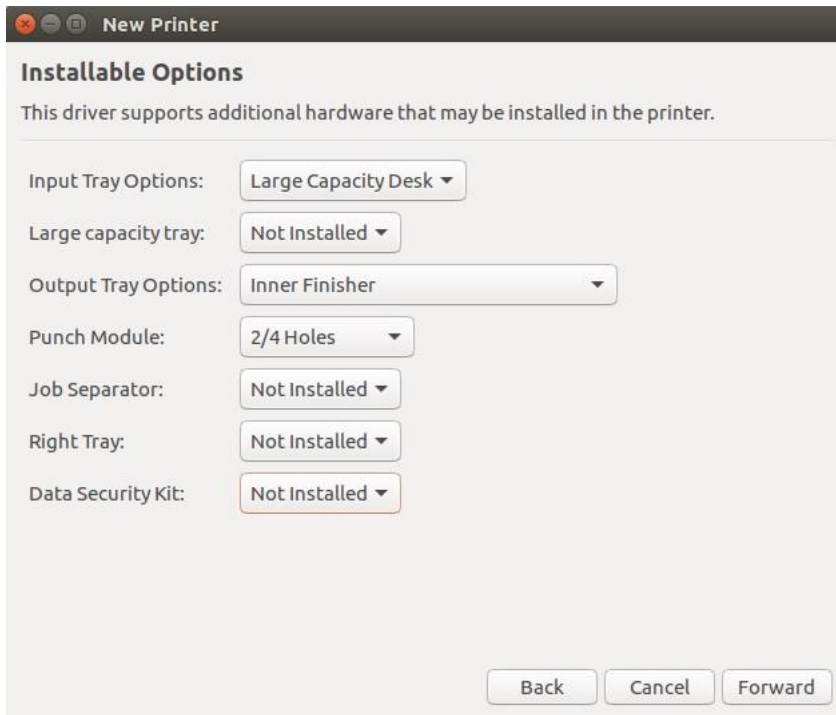 New Printer
Installable Options
This driver supports additional hardware that may be installed in the printer.
Input Tray Options: Large Capacity Desk
Large capacity tray: Not Installed
Output Tray Options: Inner Finisher
Punch Module: 2/4 Holes
Job Separator: Not Installed
Right Tray: Not Installed
Data Security Kit: Not Installed
Back Cancel Forward